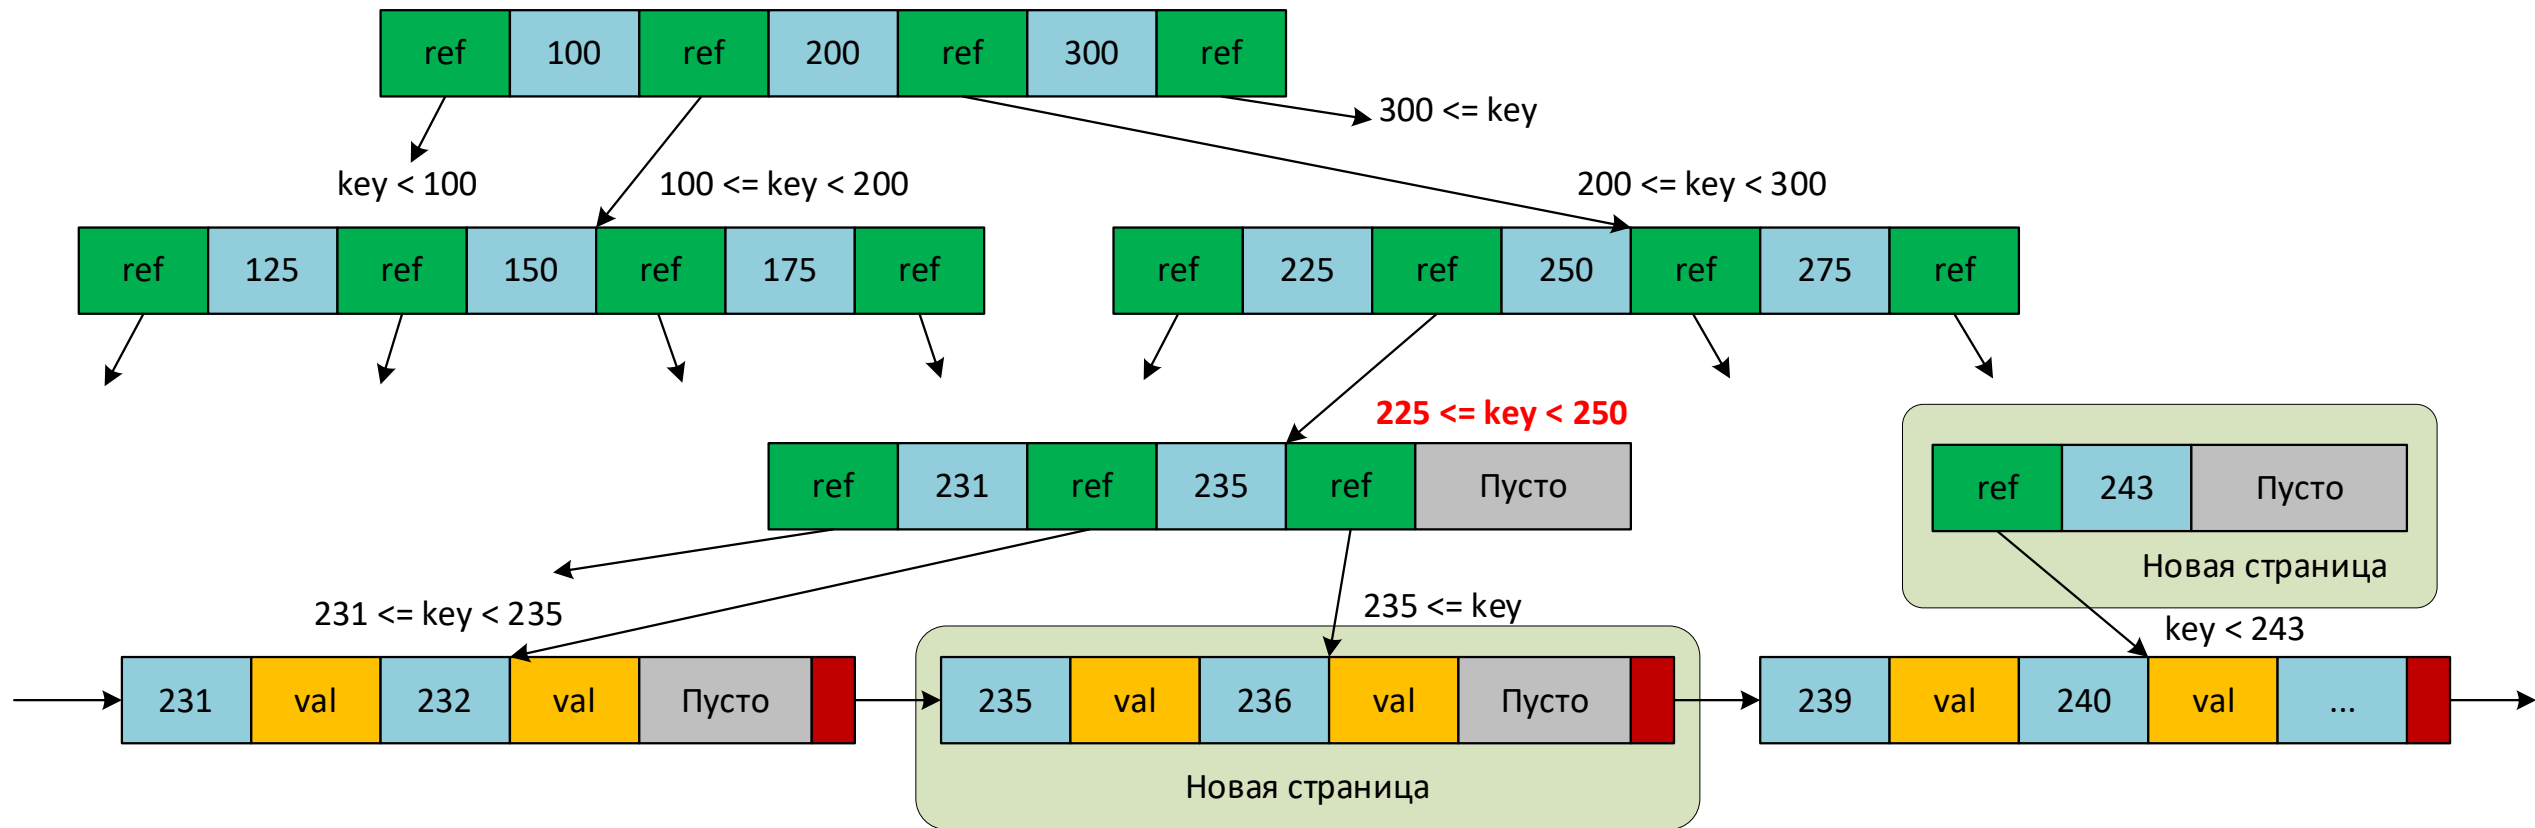 ref 100 ref 200 ref 300 ref
300 <= key
key < 100 100 <= key < 200 200 <= key < 300
ref 125 ref 150 ref 175 ref ref 225 ref 250 ref 275 ref
225 <= key < 250
ref 231 ref 235 ref Пусто ref 243 Пусто
Новая страница
231 <= key < 235 235 <= key
key < 243
231 val 232 val Пусто 235 val 236 val Пусто 239 val 240 val ...
Новая страница